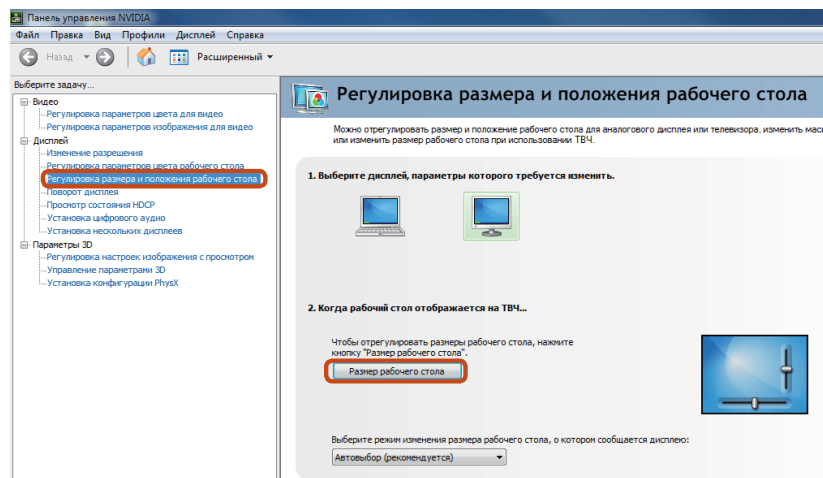 Панель управления NVIDIA
Файл Правка Вид Профили Дисплей Справка
Назад Расширенный
Выберите задачу...
Видео
Регулировка параметров цвета для видео
Регулировка параметров изображения для видео
Дисплей
Изменение разрешения
Регулировка параметров цвета рабочего стола
Регулировка размера и положения рабочего стола
Поворот дисплея
Просмотр состояния HDCP
Установка цифрового аудио
Установка нескольких дисплеев
Параметры 3D
Регулировка настроек изображения с просмотром
Управление параметрами 3D
Установка конфигурации PhysX
Регулировка размера и положения рабочего стола
Можно отрегулировать размер и положение рабочего стола для аналогового дисплея или телевизора, изменить
или изменить размер рабочего стола при использовании ТВЧ.
1. Выберите дисплей, параметры которого требуется изменить.
2. Когда рабочий стол отображается на ТВЧ...
Чтобы отрегулировать размеры рабочего стола, нажмите
кнопку "Размер рабочего стола".
Размер рабочего стола
Выберите режим изменения размера рабочего стола, о котором сообщается дисплею:
Автовыбор (рекомендуется)